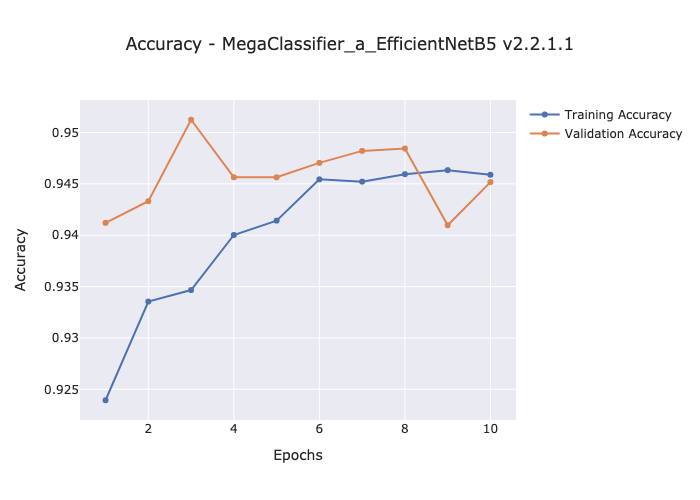 Accuracy - MegaClassifier_a_EfficientNetB5 v2.2.1.1
Training Accuracy
Validation Accuracy
0.95
0.945
0.94
0.935
0.93
0.925
Accuracy
2 4 6 8 10
Epochs